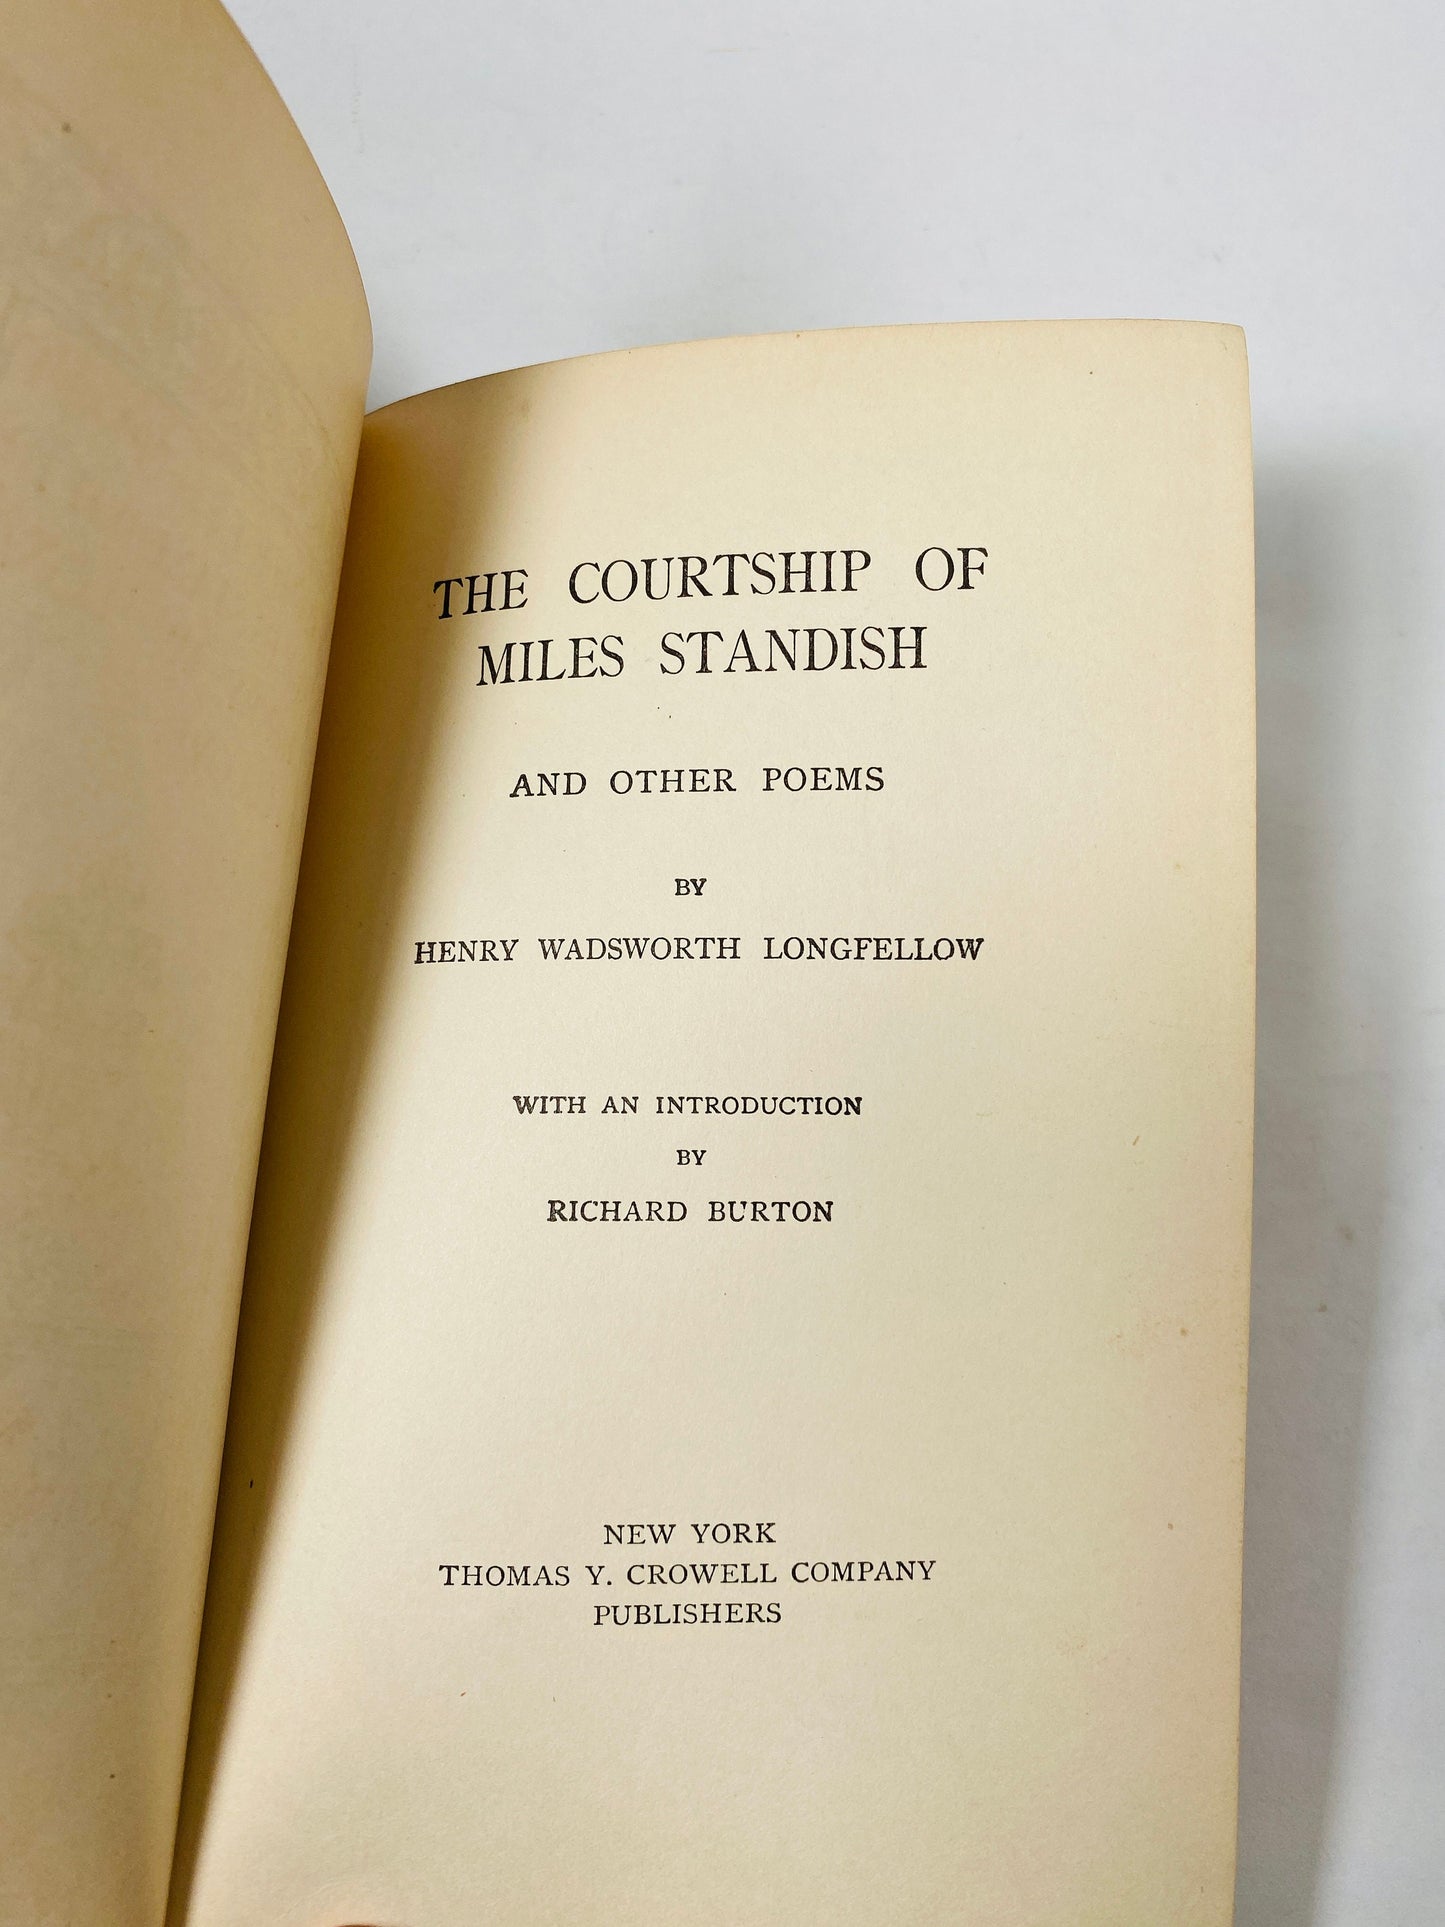 THE COURTSHIP OF
MILES STANDISH
AND OTHER POEMS
BY
HENRY WADSWORTH LONGFELLOW
WITH AN INTRODUCTION
BY
RICHARD BURTON
NEW YORK
THOMAS Y. CROWELL COMPANY
PUBLISHERS